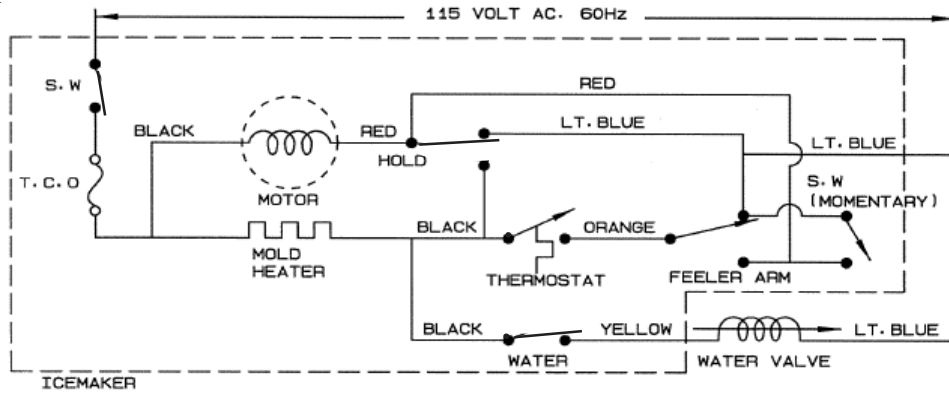 115 VOLT AC. 60Hz
S.W
RED
BLACK
RED
LT. BLUE
HOLD
LT. BLUE
T.C.O
MOTOR
S.W
(MOMENTARY)
BLACK
ORANGE
MOLD
HEATER
THERMOSTAT
FEELER ARM
BLACK
YELLOW
LT. BLUE
WATER
WATER VALVE
ICEMAKER